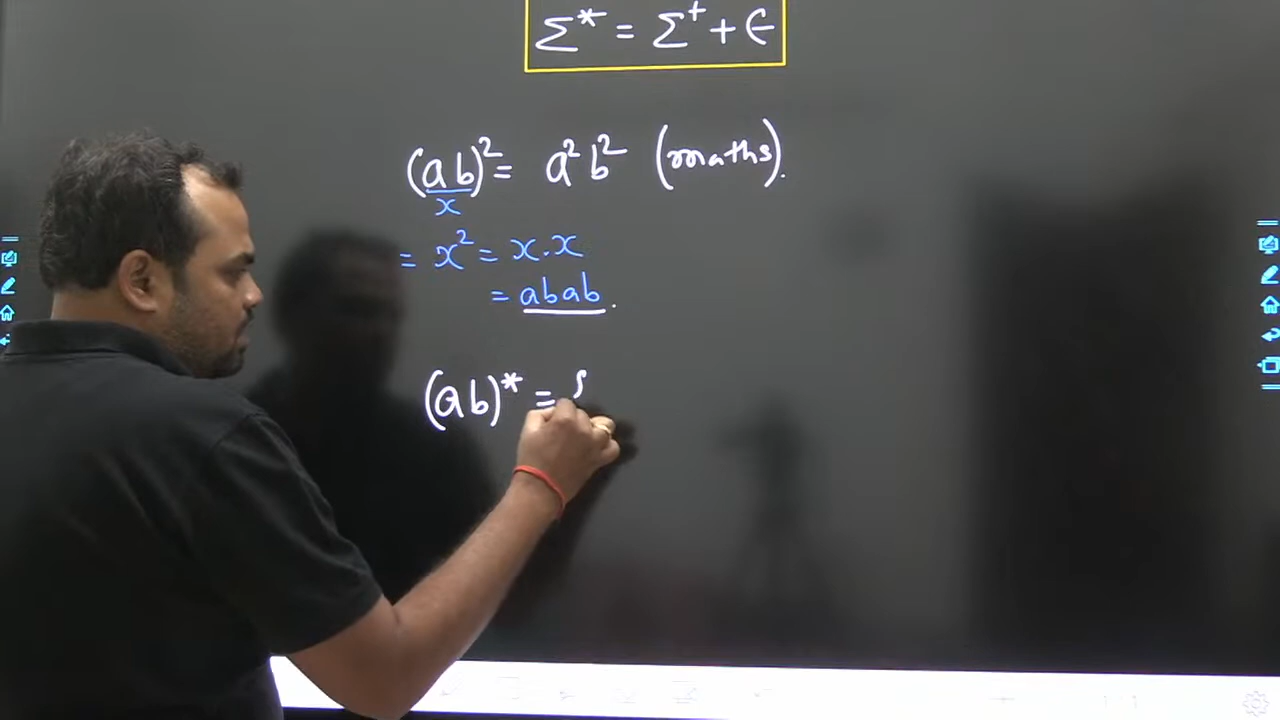 Σ* = Σ⁺ + ϵ
(ab)² = a²b² (maths).
x
= x² = x.x
= abab.
(ab)* = {